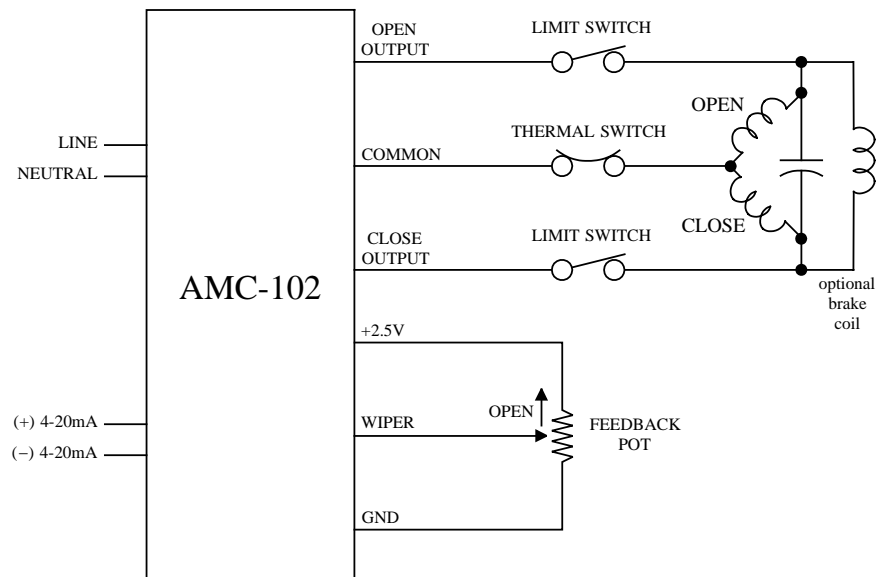 OPEN
OUTPUT
LIMIT SWITCH
OPEN
LINE
THERMAL SWITCH
COMMON
NEUTRAL
CLOSE
CLOSE
OUTPUT
LIMIT SWITCH
AMC-102
optional
brake
coil
+2.5V
OPEN
(+) 4-20mA
WIPER
FEEDBACK
POT
(−) 4-20mA
GND